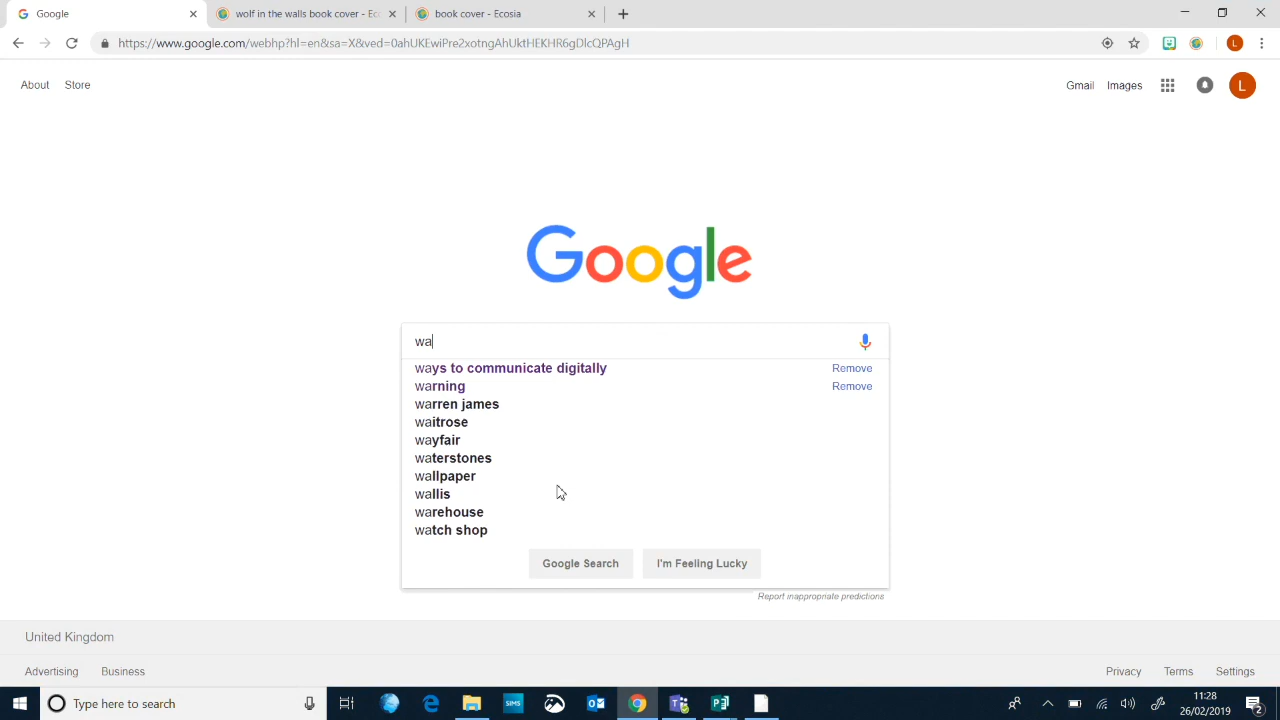 Google
wolf in the walls book cover - Eco
book cover - Ecosia
https://www.google.com/webhp?hl=en&sa=X&ved=0ahUKEwiPre2xotngAhUktHEKHR6gDlcQPAgH
L
About Store
Gmail Images
L
Google
wa
ways to communicate digitally Remove
warning Remove
warren james
waitrose
wayfair
waterstones
wallpaper
wallis
warehouse
watch shop
Google Search I'm Feeling Lucky
Report inappropriate predictions
United Kingdom
Advertising Business
Privacy Terms Settings
Type here to search
SIMS
11:28
26/02/2019
2